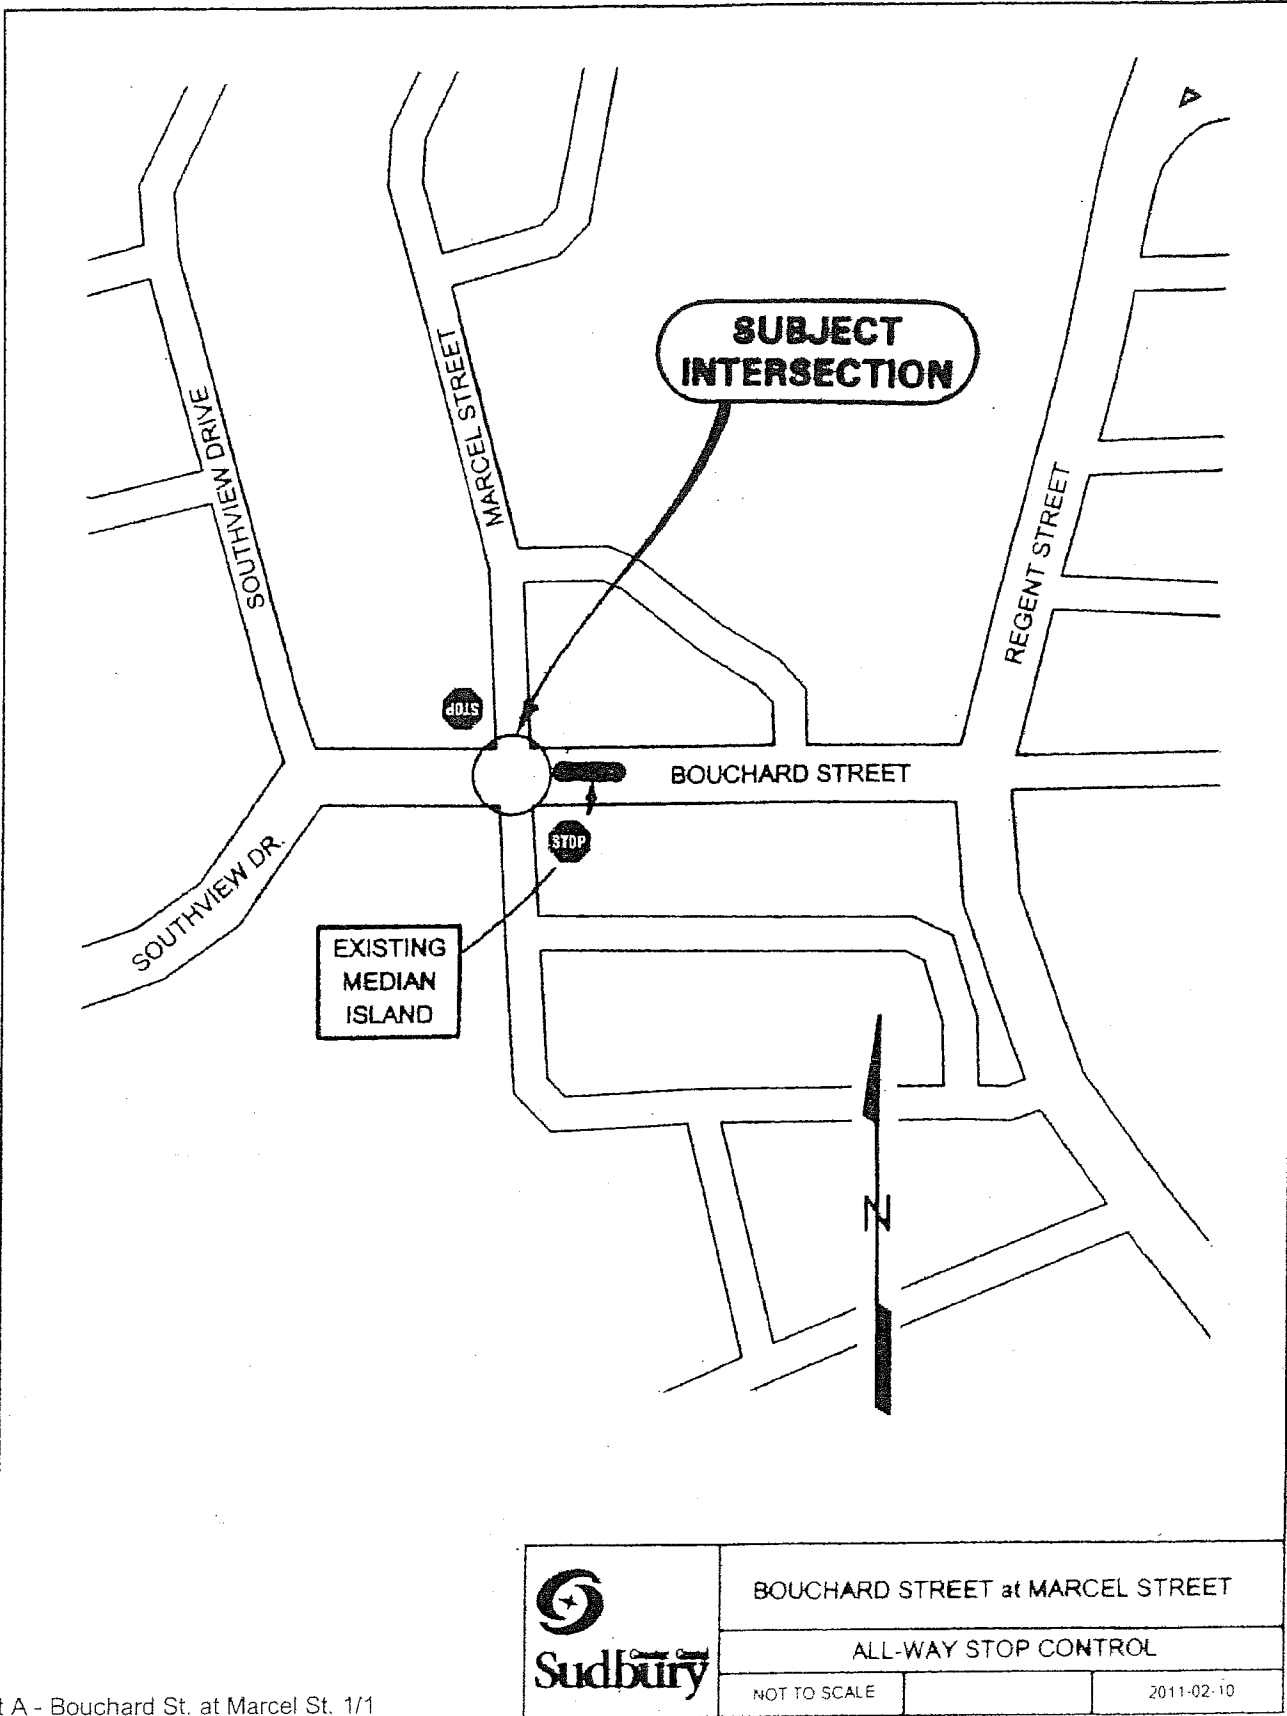 SUBJECT
INTERSECTION
MARCEL STREET
SOUTHVIEW DRIVE
REGENT STREET
STOP
BOUCHARD STREET
STOP
SOUTHVIEW DR.
EXISTING
MEDIAN
ISLAND
N
BOUCHARD STREET at MARCEL STREET
ALL-WAY STOP CONTROL
Sudbury
NOT TO SCALE
2011-02-10
t A - Bouchard St. at Marcel St. 1/1